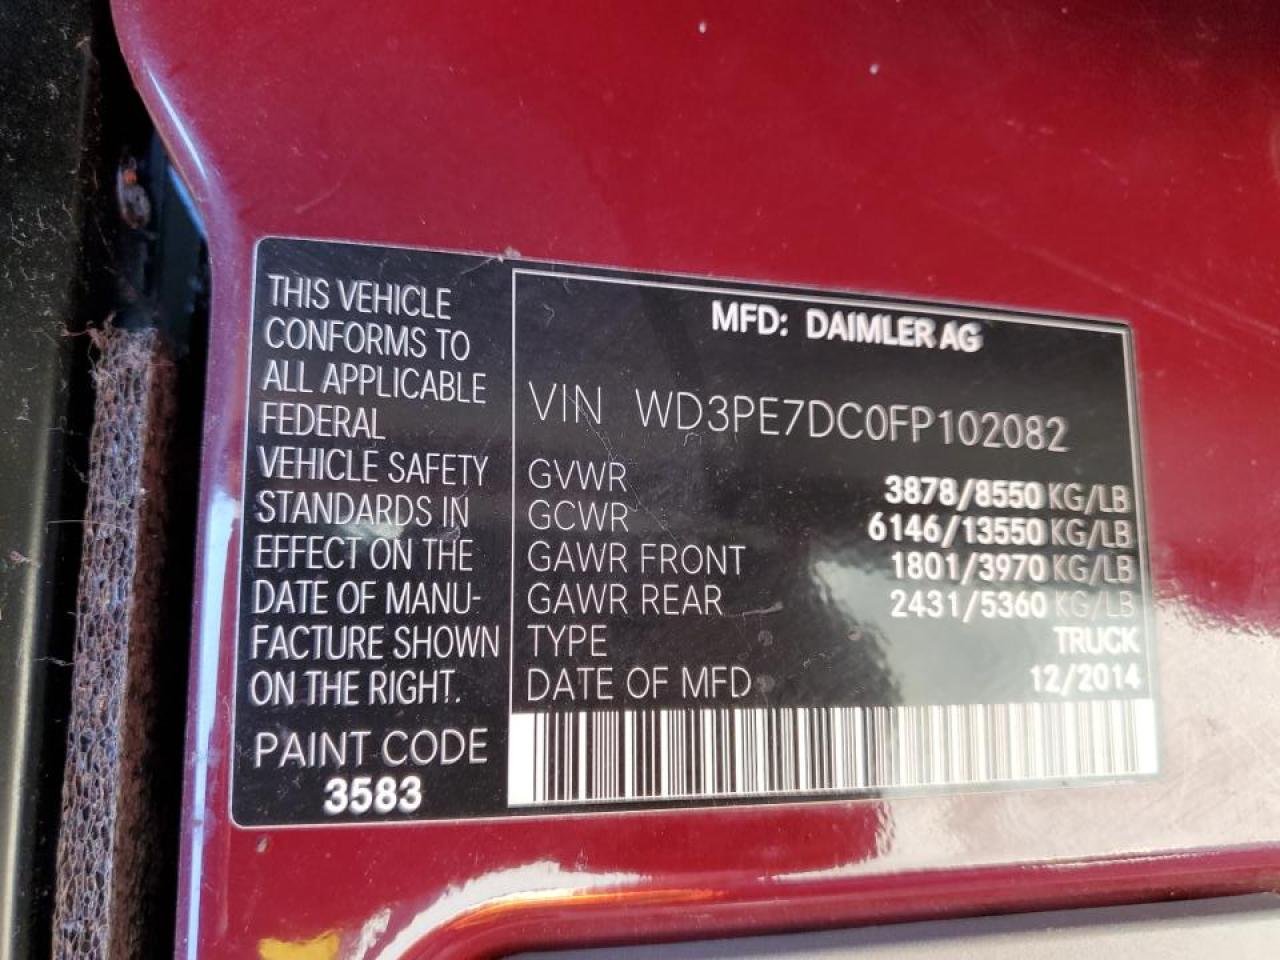 THIS VEHICLE
CONFORMS TO
ALL APPLICABLE
FEDERAL
VEHICLE SAFETY
STANDARDS IN
EFFECT ON THE
DATE OF MANU-
FACTURE SHOWN
ON THE RIGHT.
PAINT CODE
3583
MFD: DAIMLER AG
VIN WD3PE7DC0FP102082
GVWR 3878/8550 KG/LB
GCWR 6146/13550 KG/LB
GAWR FRONT 1801/3970 KG/LB
GAWR REAR 2431/5360 KG/LB
TYPE TRUCK
DATE OF MFD 12/2014